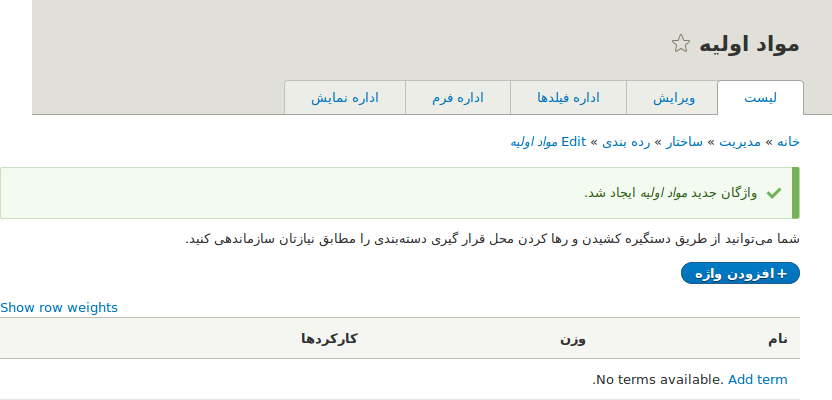 مواد اولیه
لیست ویرایش اداره فیلدها اداره فرم اداره نمایش
خانه » مدیریت » ساختار » رده بندی » Edit مواد اولیه
واژگان جدید مواد اولیه ایجاد شد.
شما می‌توانید از طریق دستگیره کشیدن و رها کردن محل قرار گیری دسته‌بندی را مطابق نیازتان سازماندهی کنید.
+ افزودن واژه
Show row weights
نام وزن کارکردها
No terms available. Add term.